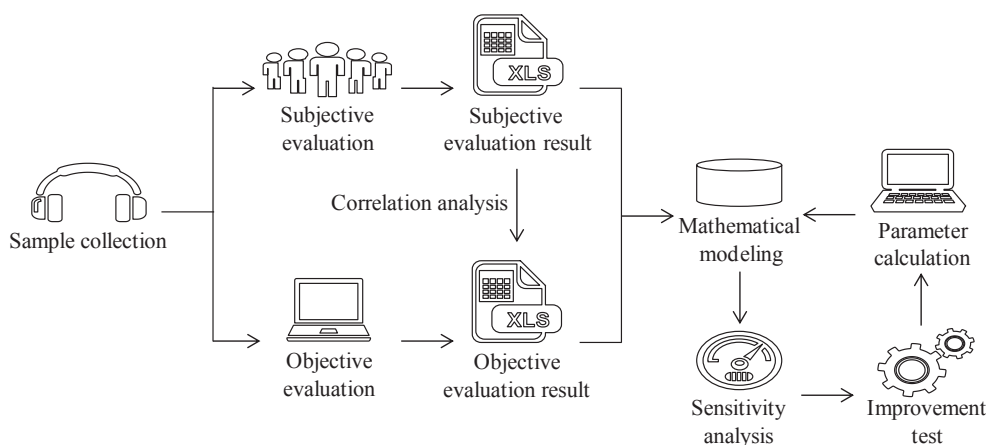 XLS
Subjective
evaluation
Subjective
evaluation result
Sample collection
Correlation analysis
Mathematical
modeling
Parameter
calculation
XLS
Objective
evaluation
Objective
evaluation result
Sensitivity
analysis
Improvement
test